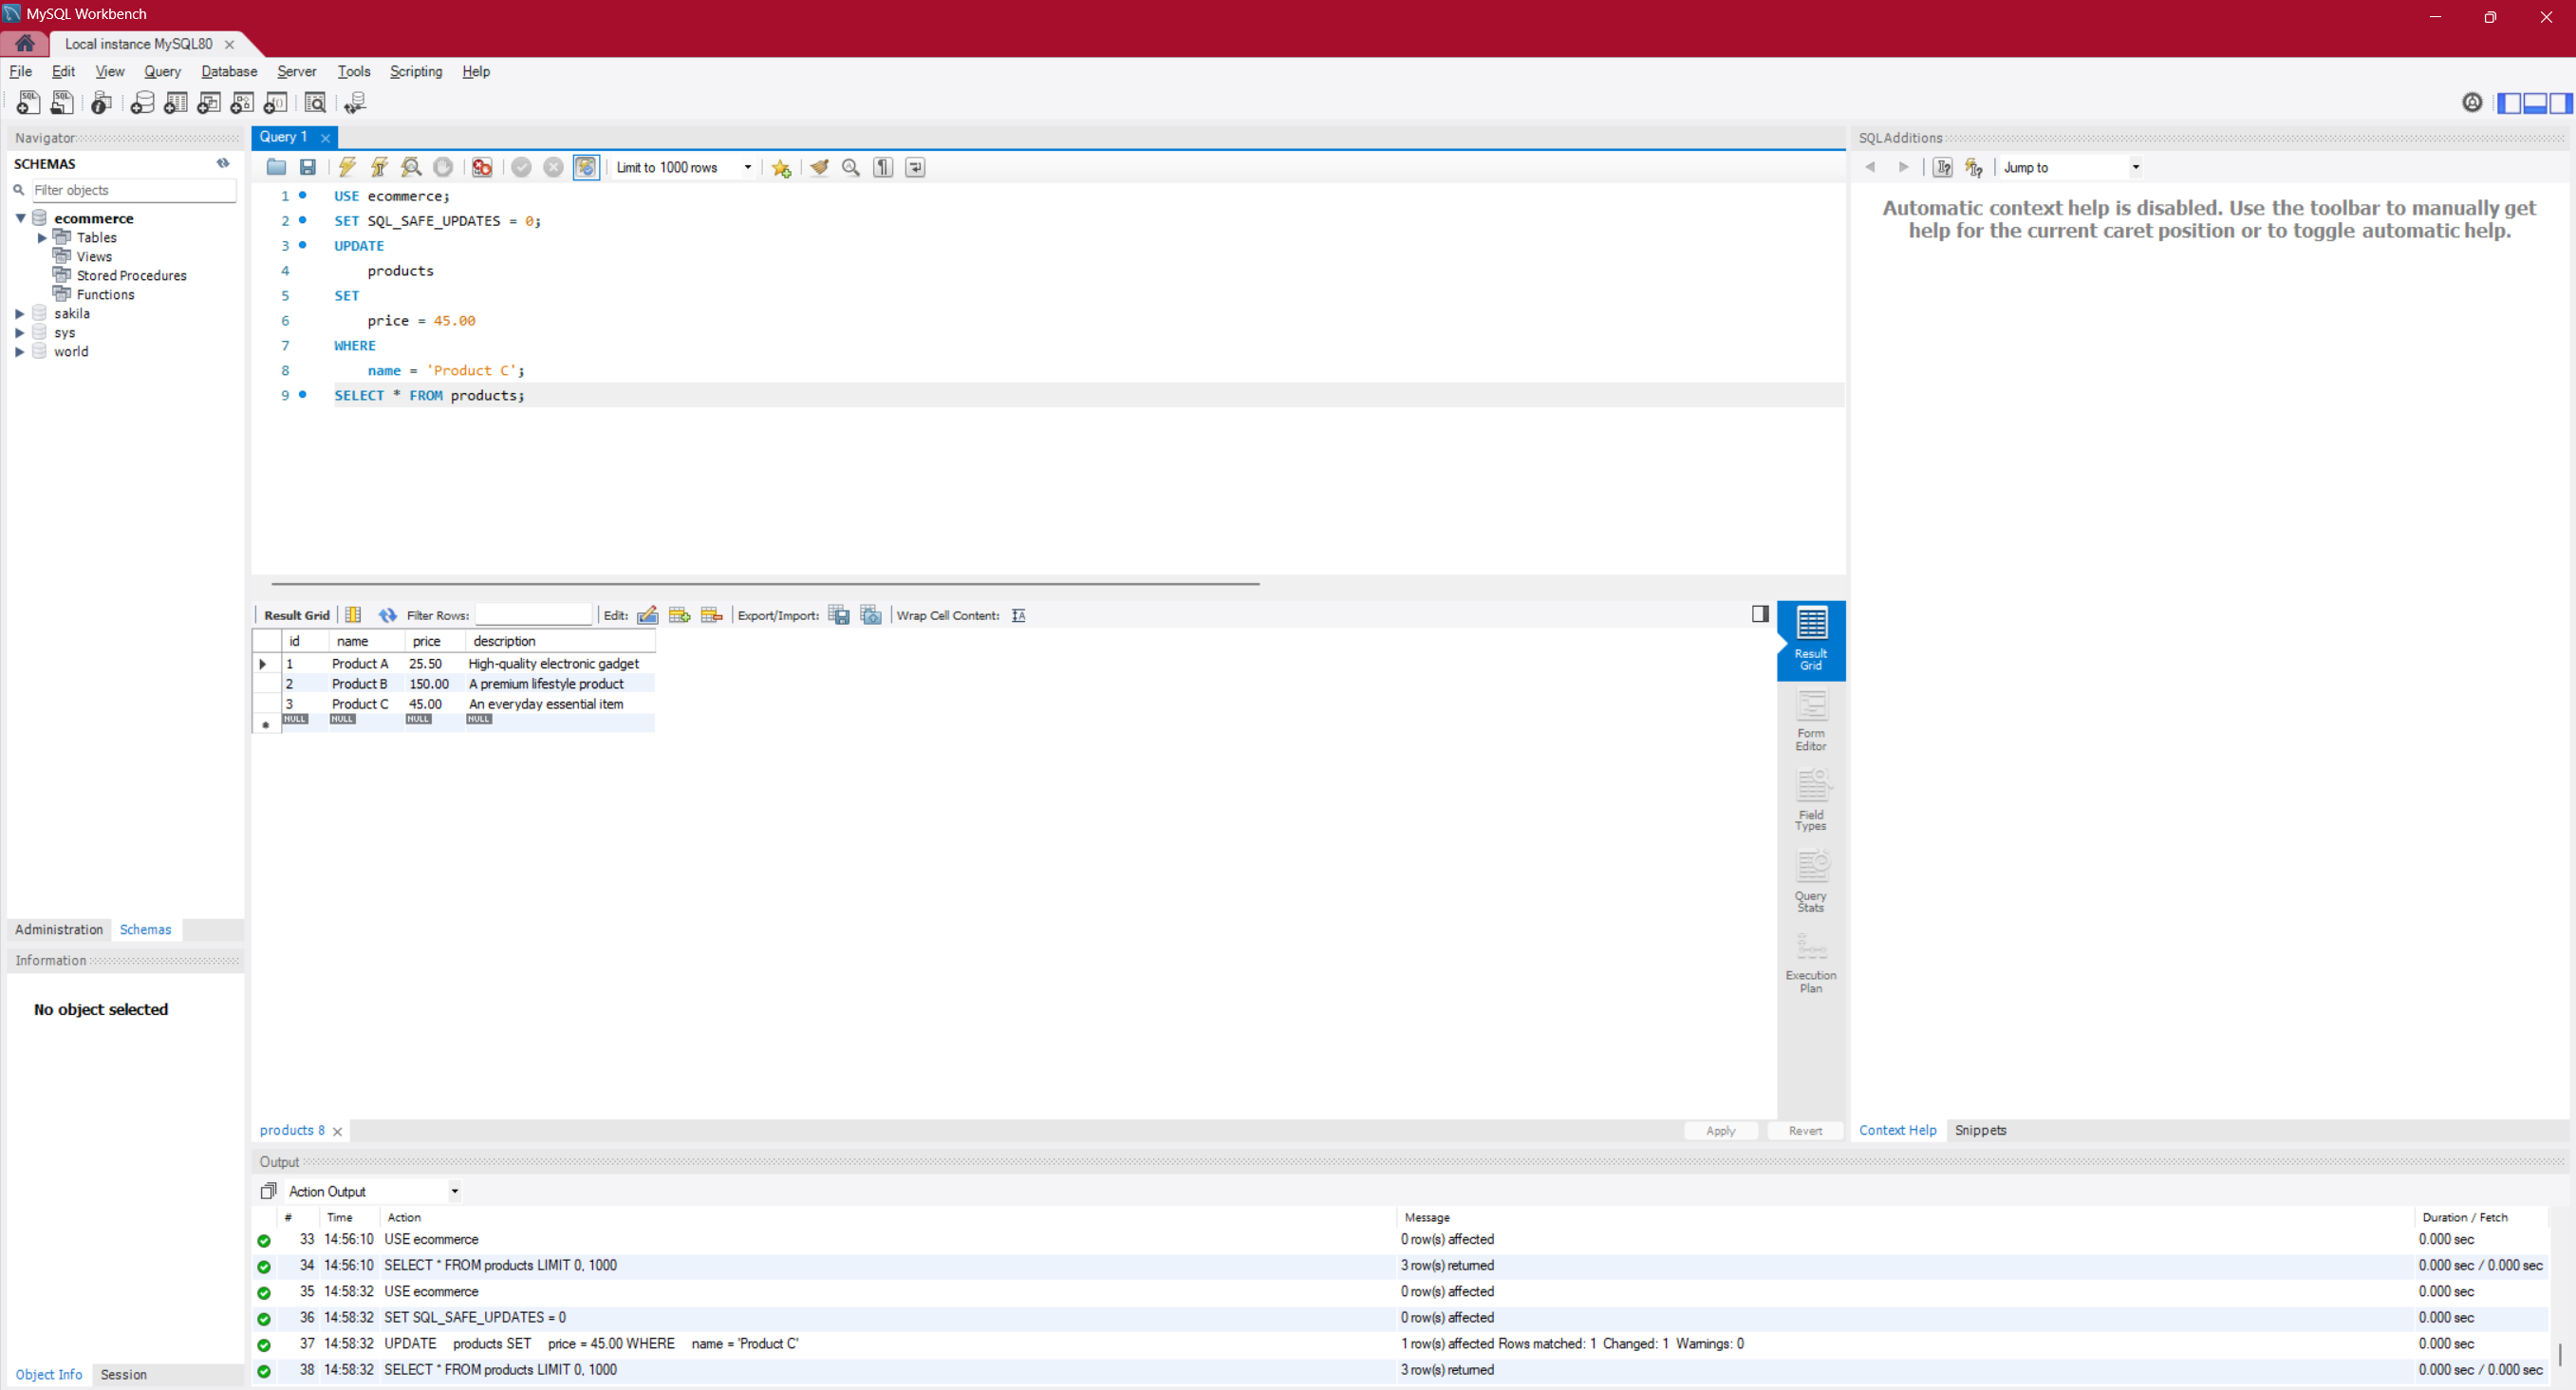 MySQL Workbench
Local instance MySQL80
File Edit View Query Database Server Tools Scripting Help
Navigator
SCHEMAS
Filter objects
ecommerce
Tables
Views
Stored Procedures
Functions
sakila
sys
world
Administration Schemas
Information
No object selected
Object Info Session
Query 1
Limit to 1000 rows
1 USE ecommerce;
2 SET SQL_SAFE_UPDATES = 0;
3 UPDATE
4 products
5 SET
6 price = 45.00
7 WHERE
8 name = 'Product C';
9 SELECT * FROM products;
Result Grid Filter Rows: Edit: Export/Import: Wrap Cell Content:
id name price description
1 Product A 25.50 High-quality electronic gadget
2 Product B 150.00 A premium lifestyle product
3 Product C 45.00 An everyday essential item
NULL NULL NULL NULL
Result
Grid
Form
Editor
Field
Types
Query
Stats
Execution
Plan
products 8
Apply Revert
SQLAdditions
Jump to
Automatic context help is disabled. Use the toolbar to manually get
help for the current caret position or to toggle automatic help.
Context Help Snippets
Output
Action Output
# Time Action Message Duration / Fetch
33 14:56:10 USE ecommerce 0 row(s) affected 0.000 sec
34 14:56:10 SELECT * FROM products LIMIT 0, 1000 3 row(s) returned 0.000 sec / 0.000 sec
35 14:58:32 USE ecommerce 0 row(s) affected 0.000 sec
36 14:58:32 SET SQL_SAFE_UPDATES = 0 0 row(s) affected 0.000 sec
37 14:58:32 UPDATE products SET price = 45.00 WHERE name = 'Product C' 1 row(s) affected Rows matched: 1 Changed: 1 Warnings: 0 0.000 sec
38 14:58:32 SELECT * FROM products LIMIT 0, 1000 3 row(s) returned 0.000 sec / 0.000 sec